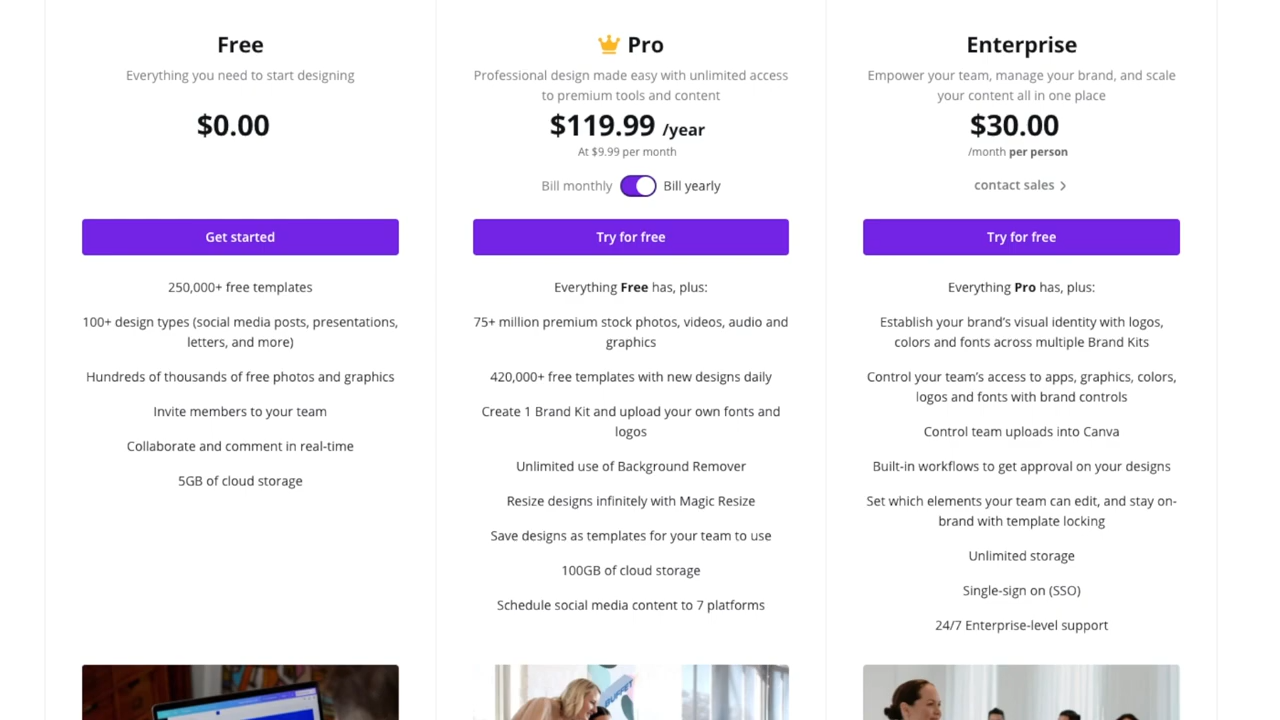 Free
Everything you need to start designing
$0.00
Get started
250,000+ free templates
100+ design types (social media posts, presentations,
letters, and more)
Hundreds of thousands of free photos and graphics
Invite members to your team
Collaborate and comment in real-time
5GB of cloud storage
Pro
Professional design made easy with unlimited access
to premium tools and content
$119.99 /year
At $9.99 per month
Bill monthly Bill yearly
Try for free
Everything Free has, plus:
75+ million premium stock photos, videos, audio and
graphics
420,000+ free templates with new designs daily
Create 1 Brand Kit and upload your own fonts and
logos
Unlimited use of Background Remover
Resize designs infinitely with Magic Resize
Save designs as templates for your team to use
100GB of cloud storage
Schedule social media content to 7 platforms
BUFFET
Enterprise
Empower your team, manage your brand, and scale
your content all in one place
$30.00
/month per person
contact sales
Try for free
Everything Pro has, plus:
Establish your brand’s visual identity with logos,
colors and fonts across multiple Brand Kits
Control your team’s access to apps, graphics, colors,
logos and fonts with brand controls
Control team uploads into Canva
Built-in workflows to get approval on your designs
Set which elements your team can edit, and stay on-
brand with template locking
Unlimited storage
Single-sign on (SSO)
24/7 Enterprise-level support